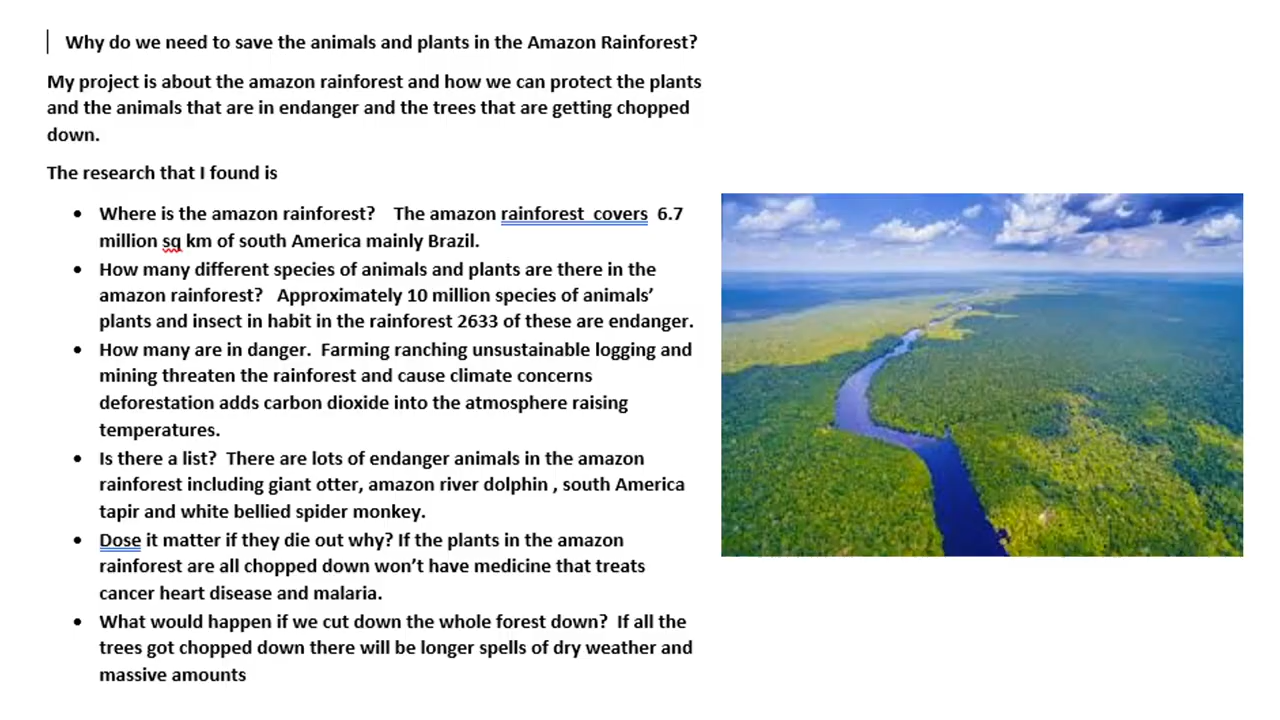 Why do we need to save the animals and plants in the Amazon Rainforest?
My project is about the amazon rainforest and how we can protect the plants
and the animals that are in endanger and the trees that are getting chopped
down.
The research that I found is
• Where is the amazon rainforest? The amazon rainforest covers 6.7
million sq km of south America mainly Brazil.
• How many different species of animals and plants are there in the
amazon rainforest? Approximately 10 million species of animals’
plants and insect in habit in the rainforest 2633 of these are endanger.
• How many are in danger. Farming ranching unsustainable logging and
mining threaten the rainforest and cause climate concerns
deforestation adds carbon dioxide into the atmosphere raising
temperatures.
• Is there a list? There are lots of endanger animals in the amazon
rainforest including giant otter, amazon river dolphin , south America
tapir and white bellied spider monkey.
• Dose it matter if they die out why? If the plants in the amazon
rainforest are all chopped down won’t have medicine that treats
cancer heart disease and malaria.
• What would happen if we cut down the whole forest down? If all the
trees got chopped down there will be longer spells of dry weather and
massive amounts